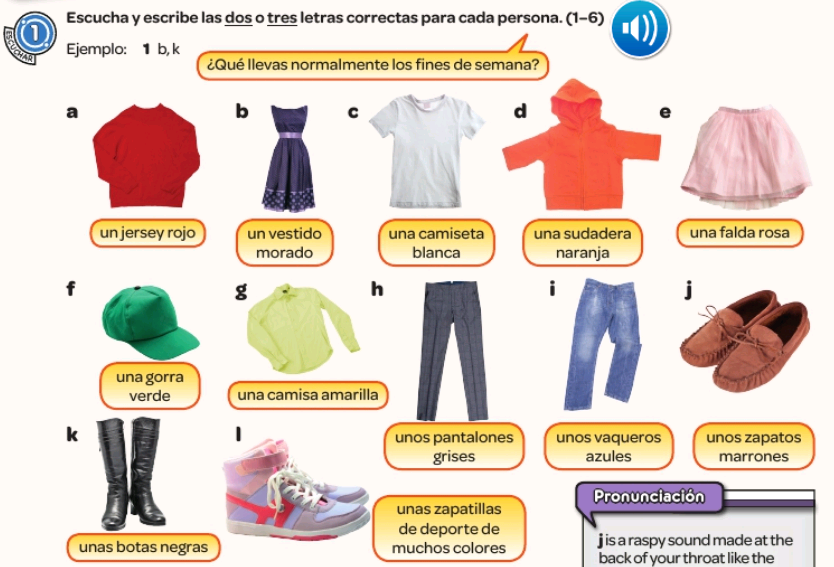 1
ESCUCHAR
Escucha y escribe las dos o tres letras correctas para cada persona. (1–6)
Ejemplo: 1 b, k
¿Qué llevas normalmente los fines de semana?
a
b
c
d
e
un jersey rojo
un vestido
morado
una camiseta
blanca
una sudadera
naranja
una falda rosa
f
g
h
i
j
una gorra
verde
una camisa amarilla
unos pantalones
grises
unos vaqueros
azules
unos zapatos
marrones
k
l
unas botas negras
unas zapatillas
de deporte de
muchos colores
Pronunciación
j is a raspy sound made at the
back of your throat like the